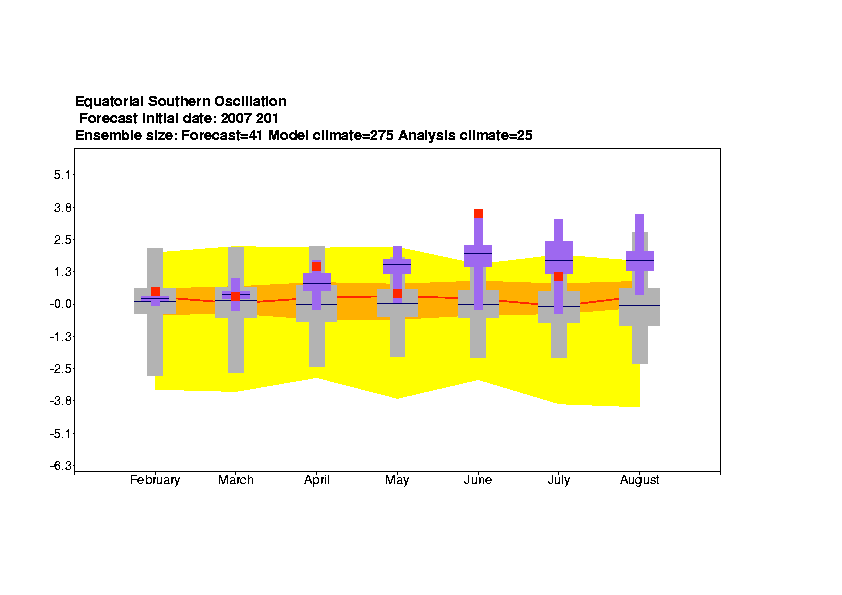 Equatorial Southern Oscillation
Forecast initial date: 2007 201
Ensemble size: Forecast=41 Model climate=275 Analysis climate=25
5.1
3.8
2.5
1.3
-0.0
-1.3
-2.5
-3.8
-5.1
-6.3
February March April May June July August